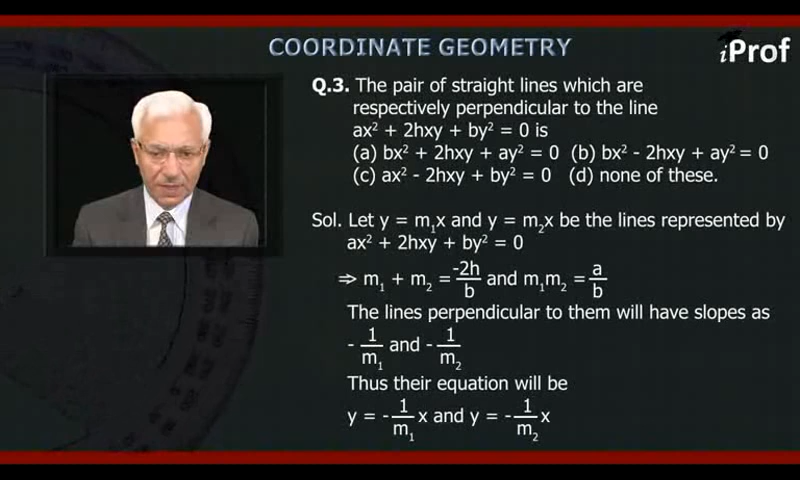 COORDINATE GEOMETRY
iProf
Q.3. The pair of straight lines which are
respectively perpendicular to the line
ax² + 2hxy + by² = 0 is
(a) bx² + 2hxy + ay² = 0 (b) bx² - 2hxy + ay² = 0
(c) ax² - 2hxy + by² = 0 (d) none of these.
Sol. Let y = m₁x and y = m₂x be the lines represented by
ax² + 2hxy + by² = 0
⇒ m₁ + m₂ = -2h/b and m₁m₂ = a/b
The lines perpendicular to them will have slopes as
- 1/m₁ and - 1/m₂
Thus their equation will be
y = - 1/m₁ x and y = - 1/m₂ x